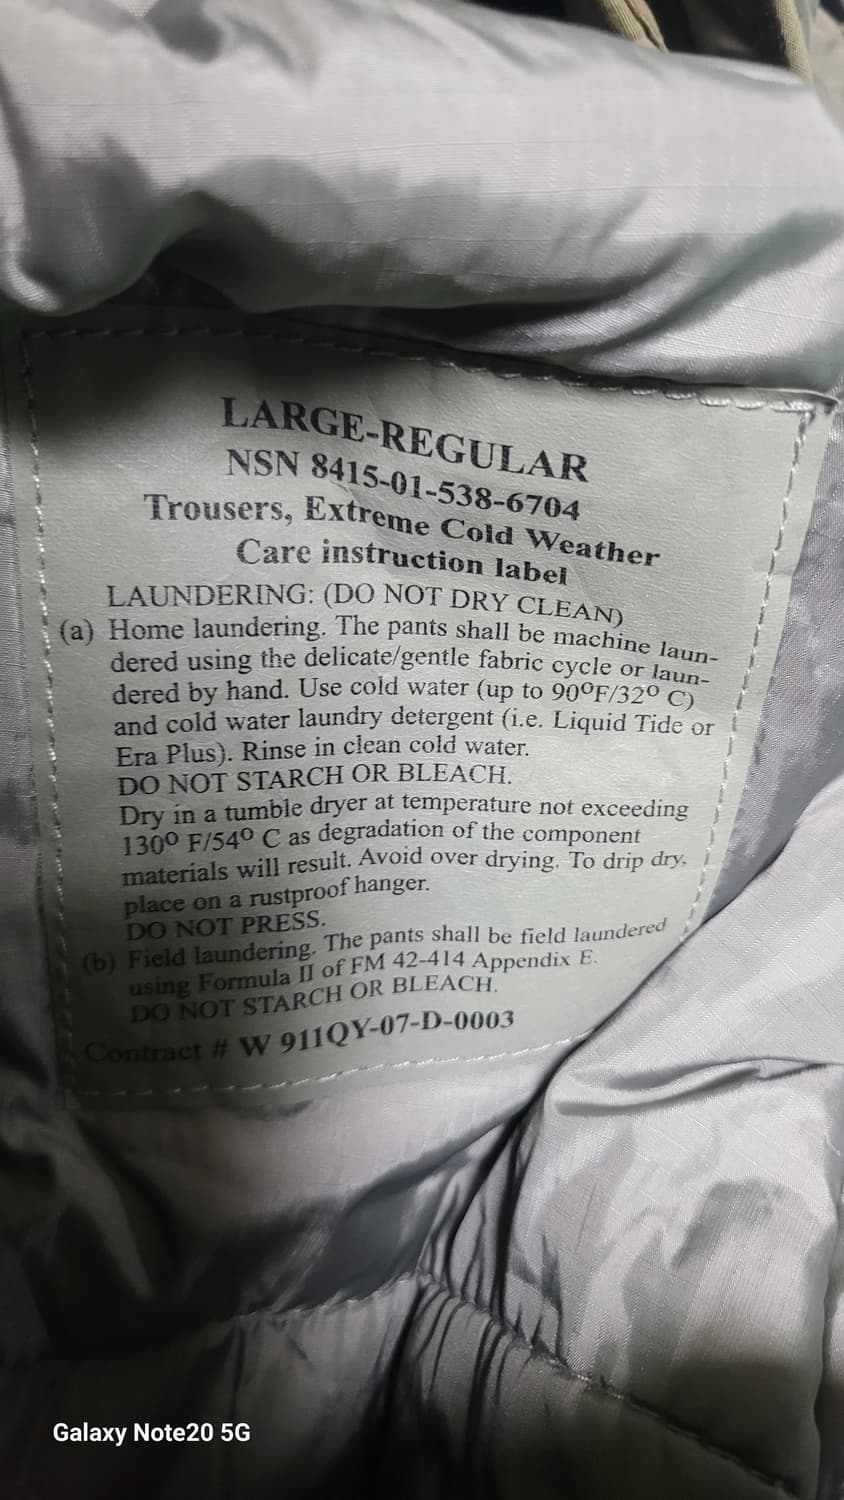 LARGE-REGULAR
NSN 8415-01-538-6704
Trousers, Extreme Cold Weather
Care instruction label
LAUNDERING: (DO NOT DRY CLEAN)
(a) Home laundering. The pants shall be machine laun-
dered using the delicate/gentle fabric cycle or laun-
dered by hand. Use cold water (up to 90ºF/32º C)
and cold water laundry detergent (i.e. Liquid Tide or
Era Plus). Rinse in clean cold water.
DO NOT STARCH OR BLEACH.
Dry in a tumble dryer at temperature not exceeding
130º F/54º C as degradation of the component
materials will result. Avoid over drying. To drip dry,
place on a rustproof hanger.
DO NOT PRESS.
(b) Field laundering. The pants shall be field laundered
using Formula II of FM 42-414 Appendix E.
DO NOT STARCH OR BLEACH.
Contract # W 911QY-07-D-0003
Galaxy Note20 5G